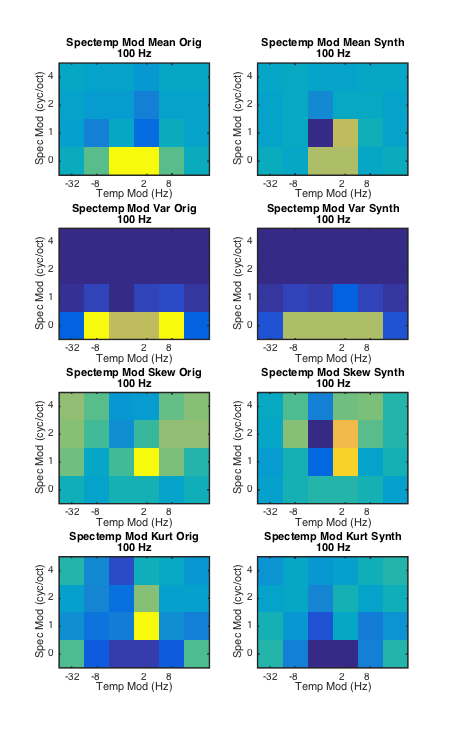 Spectemp Mod Mean Orig
100 Hz
Spec Mod (cyc/oct)
4
2
1
0
-32 -8 2 8
Temp Mod (Hz)
Spectemp Mod Mean Synth
100 Hz
Spec Mod (cyc/oct)
4
2
1
0
-32 -8 2 8
Temp Mod (Hz)
Spectemp Mod Var Orig
100 Hz
Spec Mod (cyc/oct)
4
2
1
0
-32 -8 2 8
Temp Mod (Hz)
Spectemp Mod Var Synth
100 Hz
Spec Mod (cyc/oct)
4
2
1
0
-32 -8 2 8
Temp Mod (Hz)
Spectemp Mod Skew Orig
100 Hz
Spec Mod (cyc/oct)
4
2
1
0
-32 -8 2 8
Temp Mod (Hz)
Spectemp Mod Skew Synth
100 Hz
Spec Mod (cyc/oct)
4
2
1
0
-32 -8 2 8
Temp Mod (Hz)
Spectemp Mod Kurt Orig
100 Hz
Spec Mod (cyc/oct)
4
2
1
0
-32 -8 2 8
Temp Mod (Hz)
Spectemp Mod Kurt Synth
100 Hz
Spec Mod (cyc/oct)
4
2
1
0
-32 -8 2 8
Temp Mod (Hz)